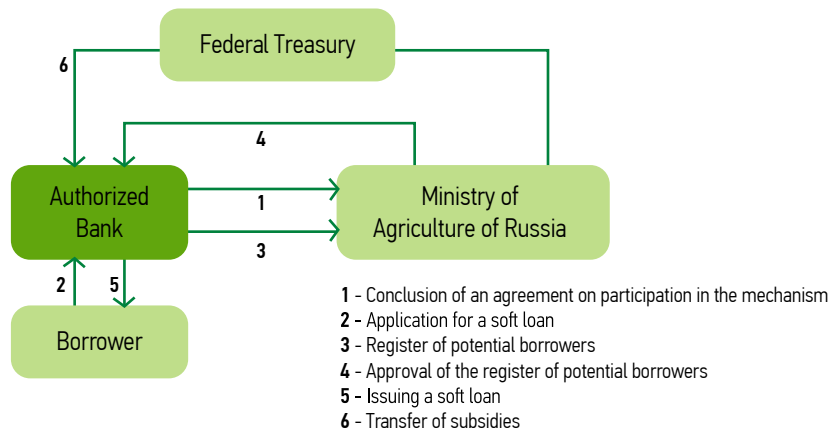 Federal Treasury
6
4
Authorized
Bank
1
3
Ministry of
Agriculture of Russia
2
5
Borrower
1 - Conclusion of an agreement on participation in the mechanism
2 - Application for a soft loan
3 - Register of potential borrowers
4 - Approval of the register of potential borrowers
5 - Issuing a soft loan
6 - Transfer of subsidies